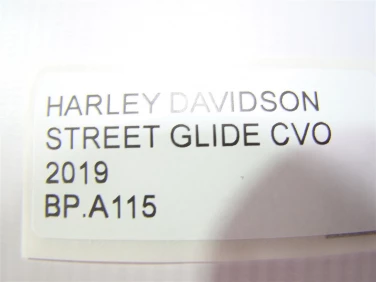 HARLEY DAVIDSON
STREET GLIDE CVO
2019
BP.A115